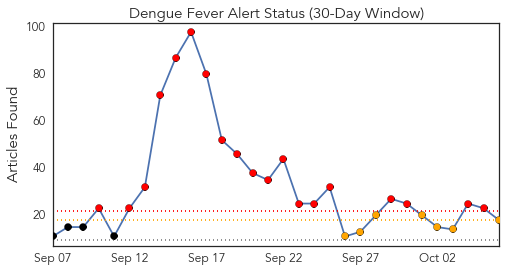 Dengue Fever Alert Status (30-Day Window)
Articles Found
100
80
60
40
20
Sep 07
Sep 12
Sep 17
Sep 22
Sep 27
Oct 02